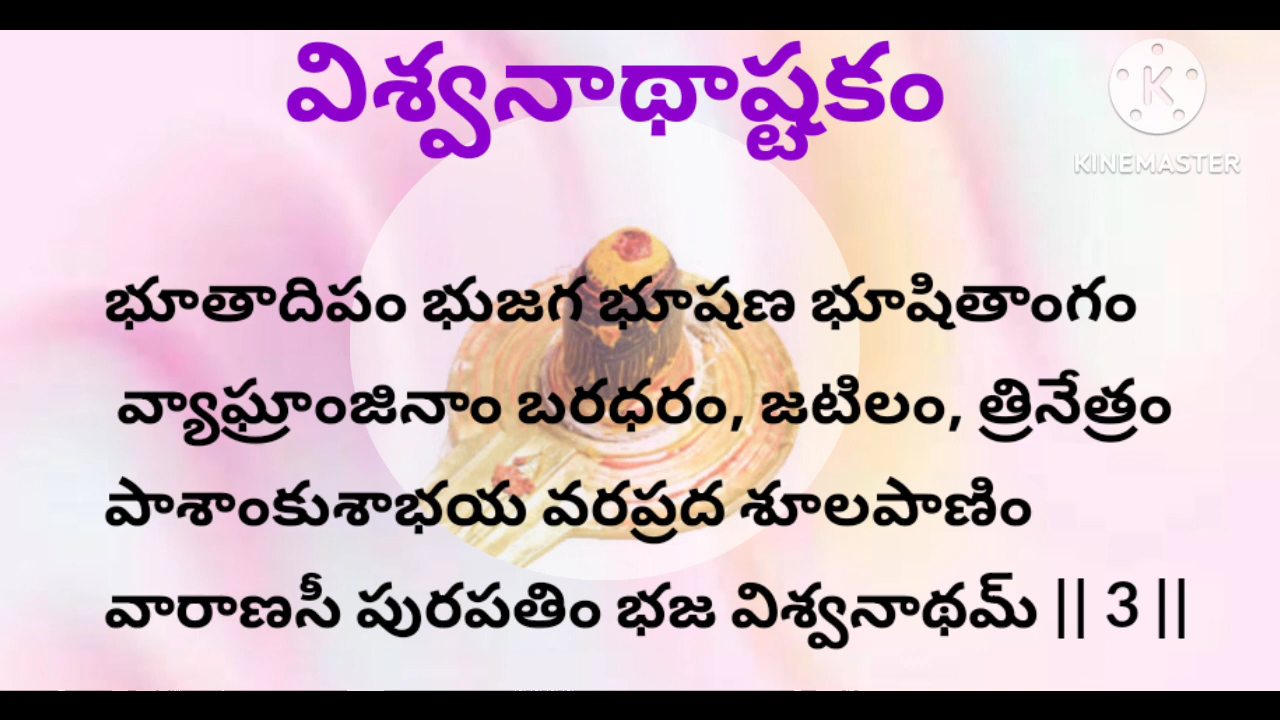 విశ్వనాథాష్టకం
KINEMASTER
భూతాదిపం భుజగ భూషణ భూషితాంగం
వ్యాఘ్రాంజినాం బరధరం, జటిలం, త్రినేత్రం
పాశాంకుశాభయ వరప్రద శూలపాణిం
వారాణసీ పురపతిం భజ విశ్వనాథమ్ || 3 ||